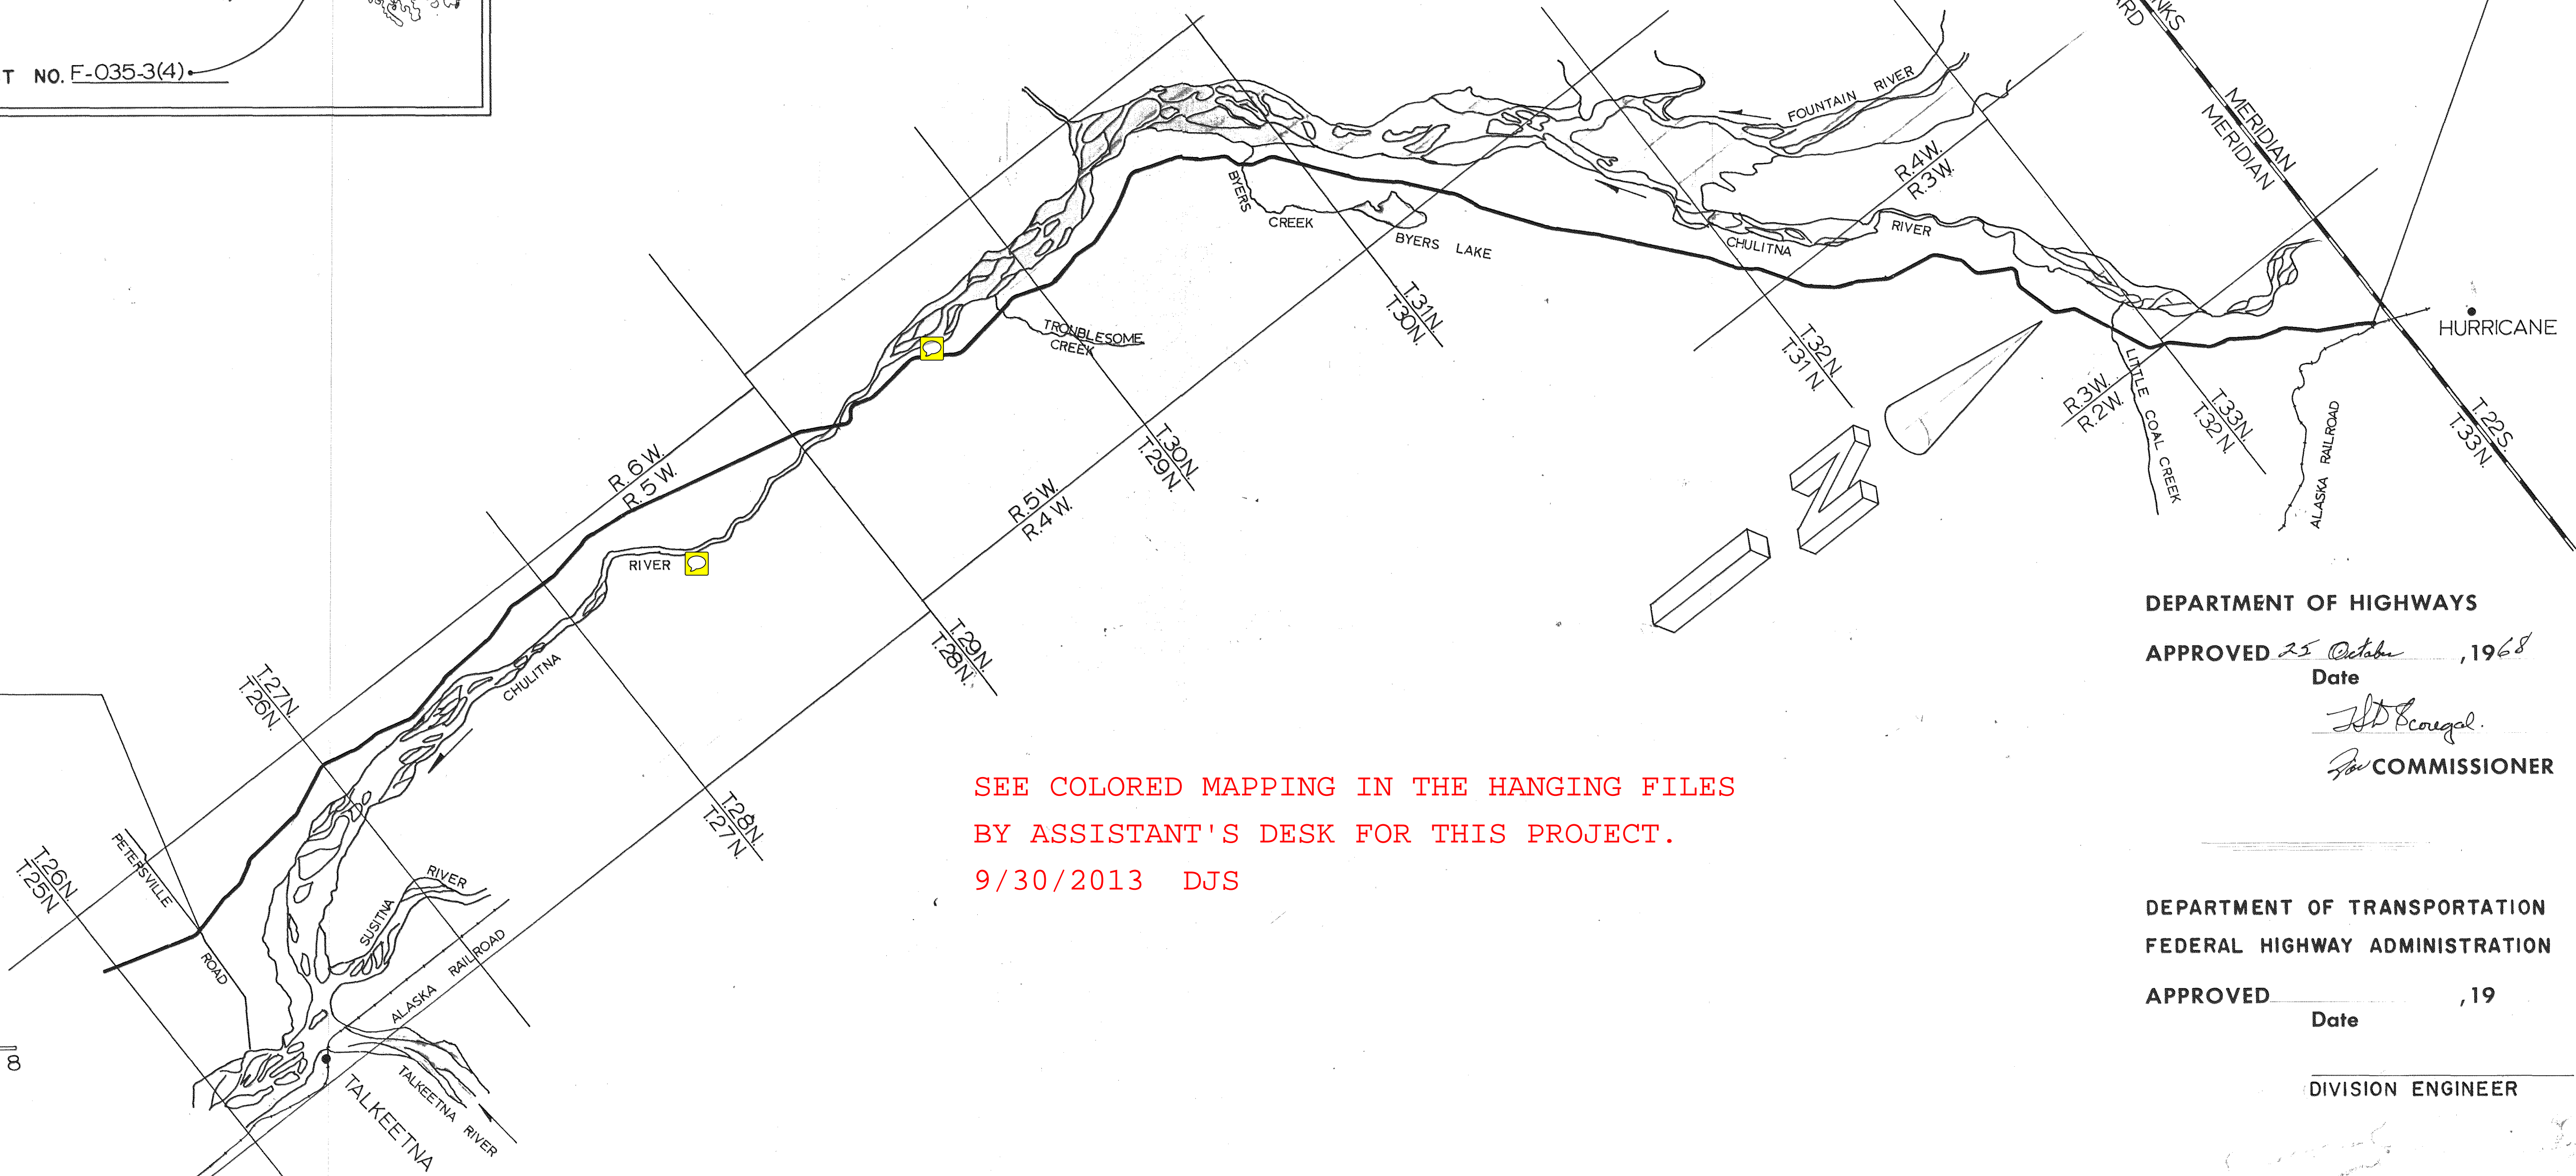 T NO. F-035-3(4)
NKS
RD
MERIDIAN
MERIDIAN
FOUNTAIN RIVER
R.4W.
R.3W.
BYERS
CREEK
BYERS LAKE
CHULITNA
RIVER
HURRICANE
T.31N.
T.30N.
T.32N.
T.31N.
TROUBLESOME
CREEK
R.3W.
R.2W.
LITTLE COAL CREEK
T.33N.
T.32N.
ALASKA RAILROAD
T.22S.
T.33N.
R.6W.
R.5W.
T.30N.
T.29N.
R.5W.
R.4W.
N
RIVER
CHULITNA
T.29N.
T.28N.
T.27N.
T.26N.
T.28N.
T.27N.
PETERSVILLE
ROAD
T.26N.
T.25N.
RIVER
SUSITNA
ALASKA RAILROAD
TALKEETNA
TALKEETNA RIVER
8
SEE COLORED MAPPING IN THE HANGING FILES
BY ASSISTANT'S DESK FOR THIS PROJECT.
9/30/2013 DJS
DEPARTMENT OF HIGHWAYS
APPROVED 25 October , 1968
Date
For COMMISSIONER
DEPARTMENT OF TRANSPORTATION
FEDERAL HIGHWAY ADMINISTRATION
APPROVED , 19
Date
DIVISION ENGINEER